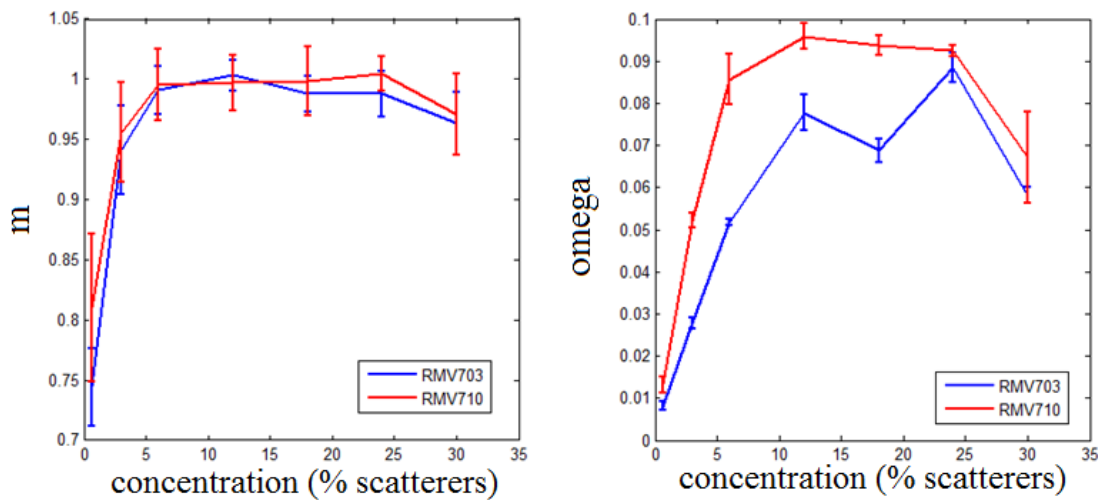 1.05
1
0.95
0.9
0.85
0.8
0.75
0.7
m
0 5 10 15 20 25 30 35
concentration (% scatterers)
RMV703
RMV710
0.1
0.09
0.08
0.07
0.06
0.05
0.04
0.03
0.02
0.01
0
omega
0 5 10 15 20 25 30 35
concentration (% scatterers)
RMV703
RMV710